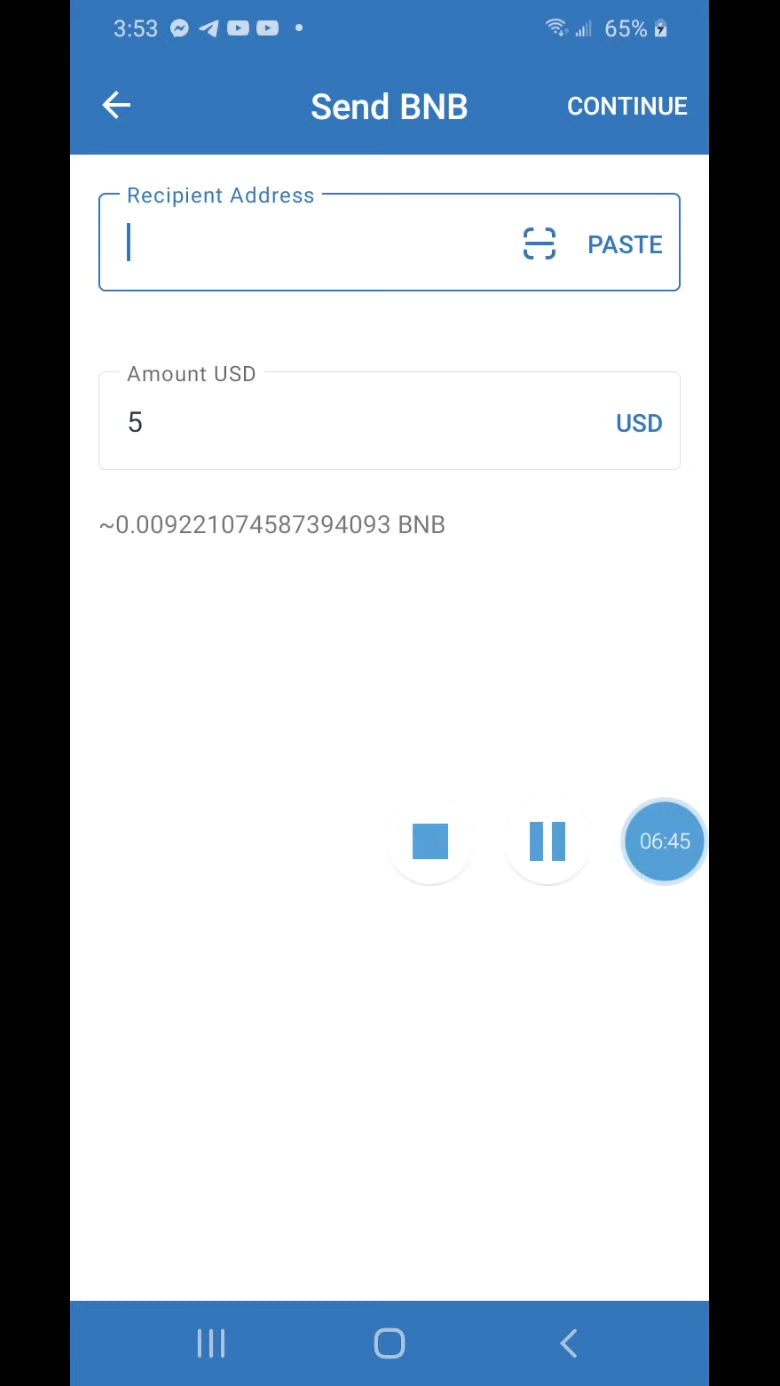 3:53 65%
Send BNB CONTINUE
Recipient Address
PASTE
Amount USD
5 USD
~0.009221074587394093 BNB
06:45